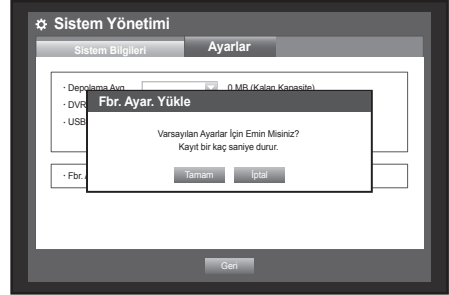 Sistem Yönetimi
Sistem Bilgileri Ayarlar
· Depolama Ayg. 0 MB (Kalan Kapasite)
· DVR
· USB
Fbr. Ayar. Yükle
Varsayılan Ayarlar İçin Emin Misiniz?
Kayıt bir kaç saniye durur.
· Fbr.
Tamam İptal
Geri